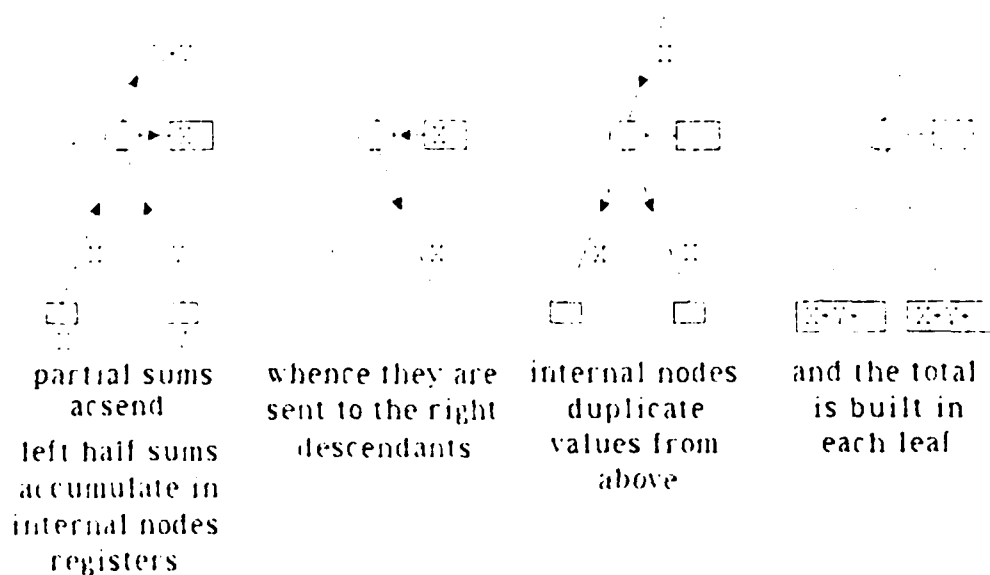 partial sums
acsend
left half sums
accumulate in
internal nodes
registers
whence they are
sent to the right
descendants
internal nodes
duplicate
values from
above
and the total
is built in
each leaf